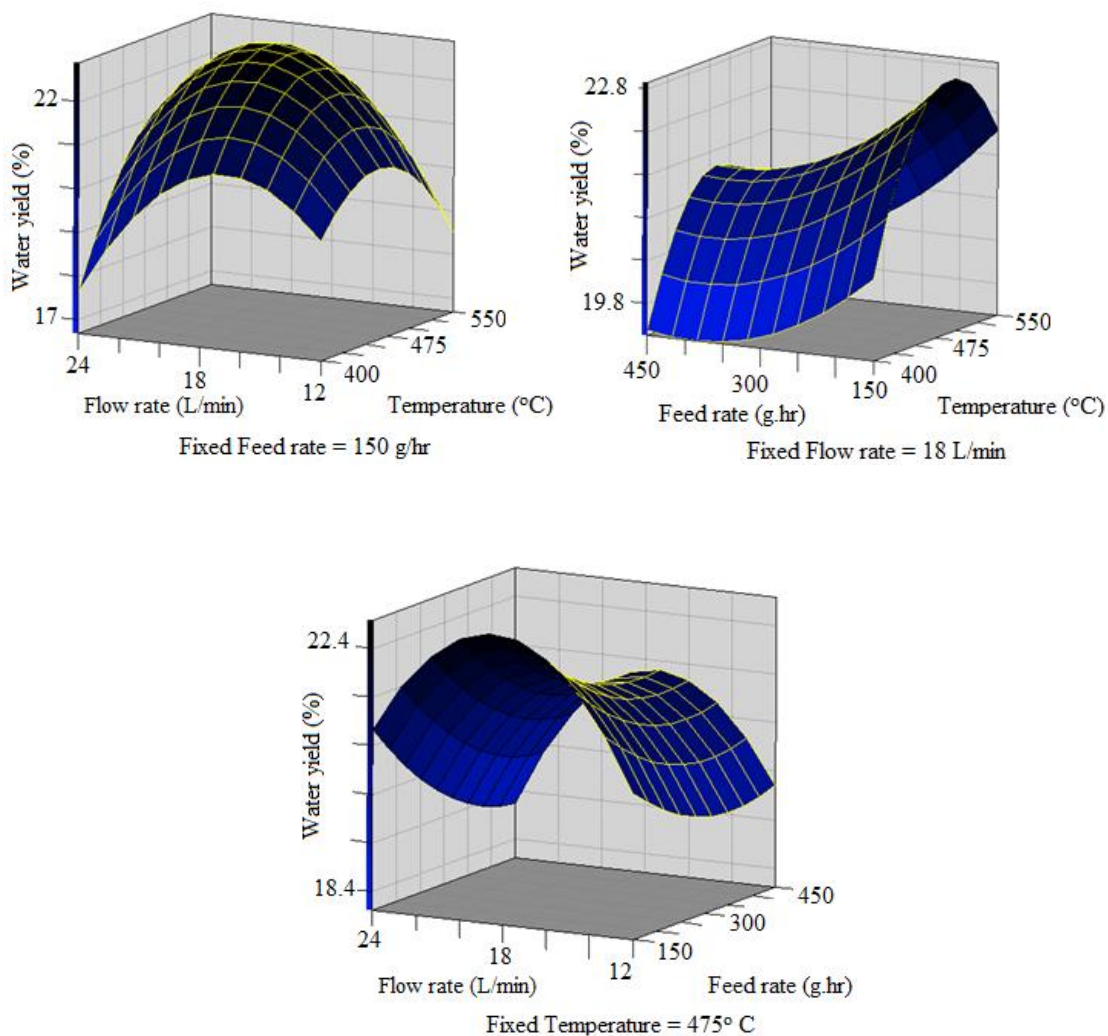 22
Water yield (%)
17
24
18
12
400
475
550
Flow rate (L/min)
Temperature (°C)
Fixed Feed rate = 150 g/hr
22.8
Water yield (%)
19.8
450
300
150
400
475
550
Feed rate (g.hr)
Temperature (°C)
Fixed Flow rate = 18 L/min
22.4
Water yield (%)
18.4
24
18
12
150
300
450
Flow rate (L/min)
Feed rate (g.hr)
Fixed Temperature = 475° C